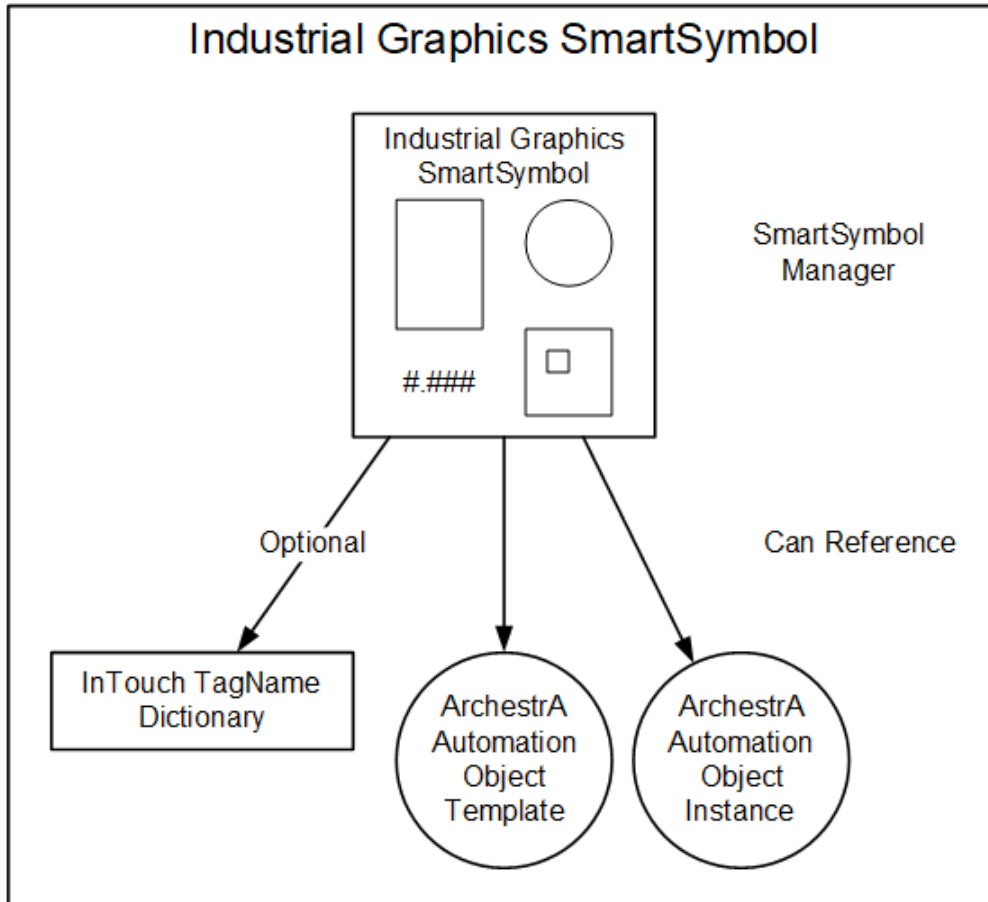 Industrial Graphics SmartSymbol
Industrial Graphics
SmartSymbol
#.###
SmartSymbol
Manager
Optional
Can Reference
InTouch TagName
Dictionary
ArchestrA
Automation
Object
Template
ArchestrA
Automation
Object
Instance